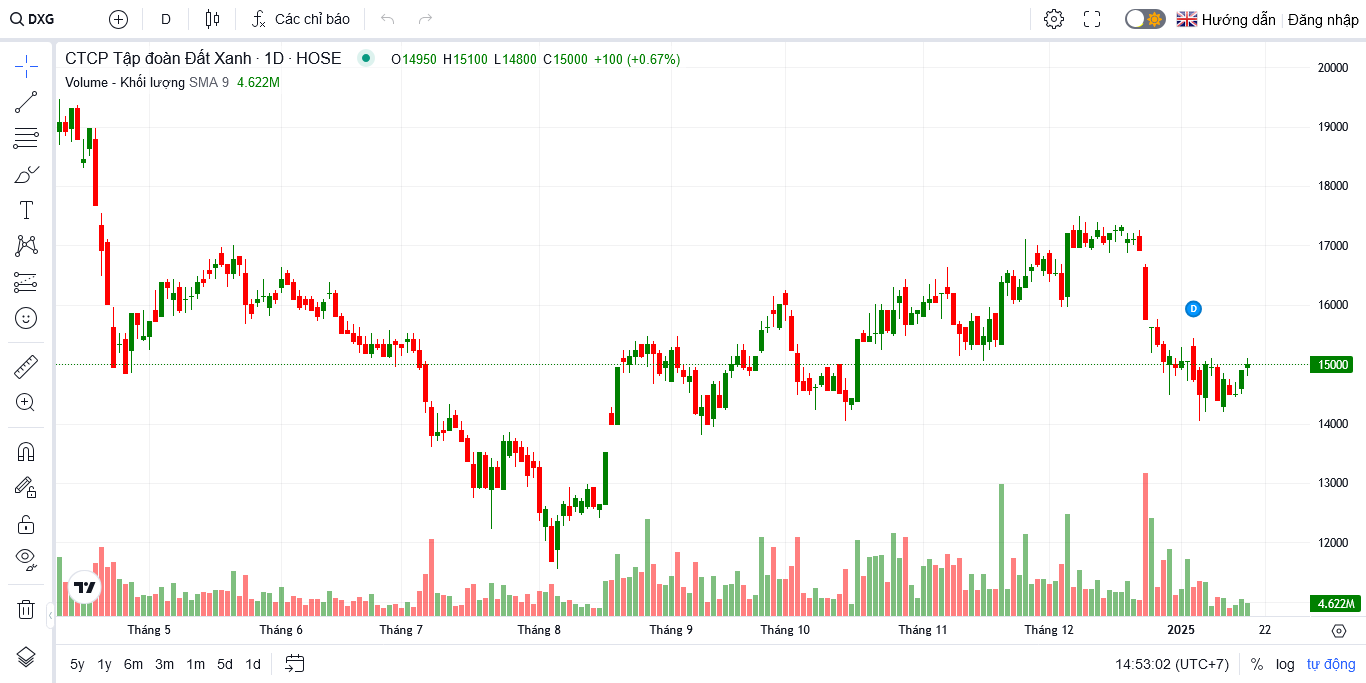 DXG D Các chỉ báo Hướng dẫn Đăng nhập
CTCP Tập đoàn Đất Xanh · 1D · HOSE O14950 H15100 L14800 C15000 +100 (+0.67%)
Volume - Khối lượng SMA 9 4.622M
20000
19000
18000
17000
16000
D
15000
14000
13000
12000
4.622M
Tháng 5 Tháng 6 Tháng 7 Tháng 8 Tháng 9 Tháng 10 Tháng 11 Tháng 12 2025 22
5y 1y 6m 3m 1m 5d 1d 14:53:02 (UTC+7) % log tự động